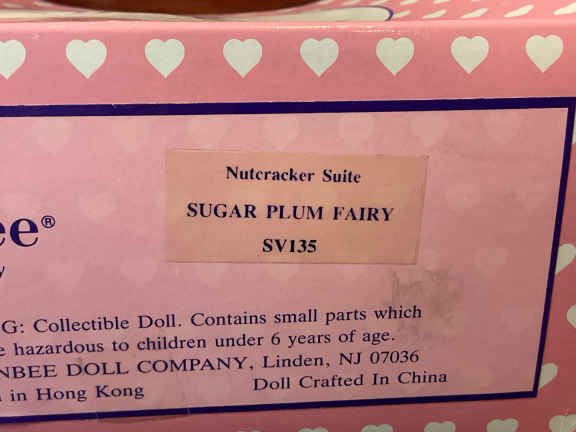 ee®
y
Nutcracker Suite
SUGAR PLUM FAIRY
SV135
G: Collectible Doll. Contains small parts which
e hazardous to children under 6 years of age.
NBEE DOLL COMPANY, Linden, NJ 07036
in Hong Kong Doll Crafted In China